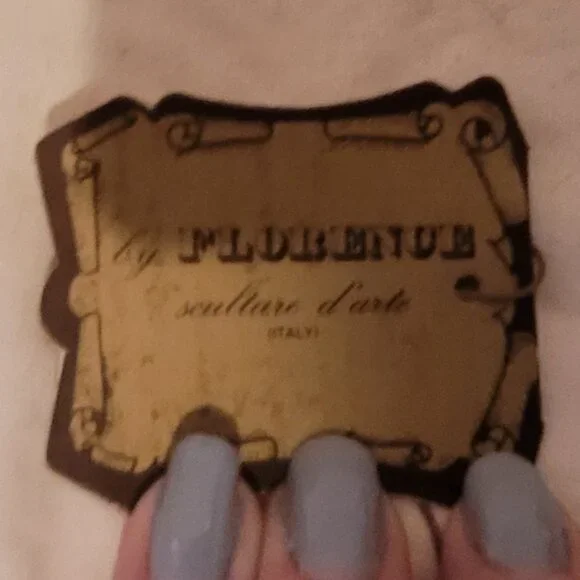 by FLORENCE
sculture d'arte
(ITALY)